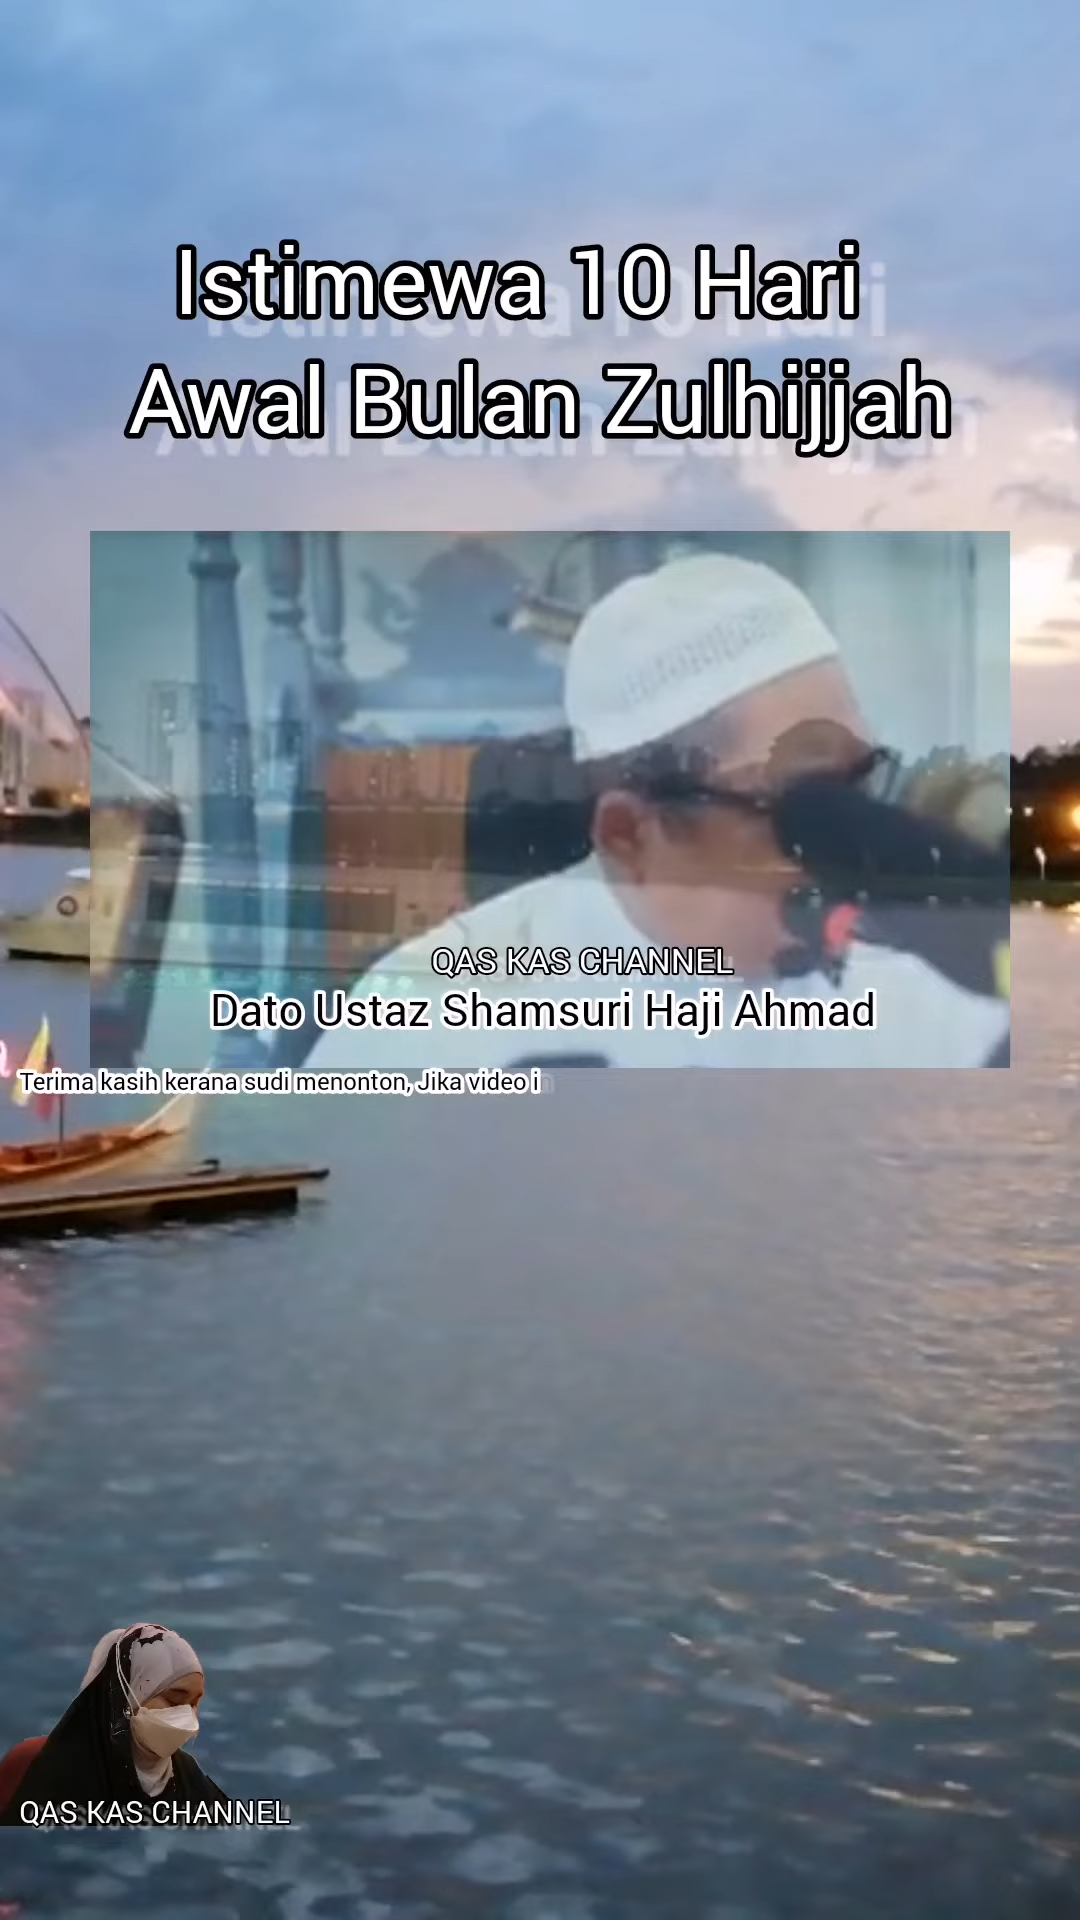 Istimewa 10 Hari
Awal Bulan Zulhijjah
QAS KAS CHANNEL
Dato Ustaz Shamsuri Haji Ahmad
Terima kasih kerana sudi menonton, Jika video i
QAS KAS CHANNEL